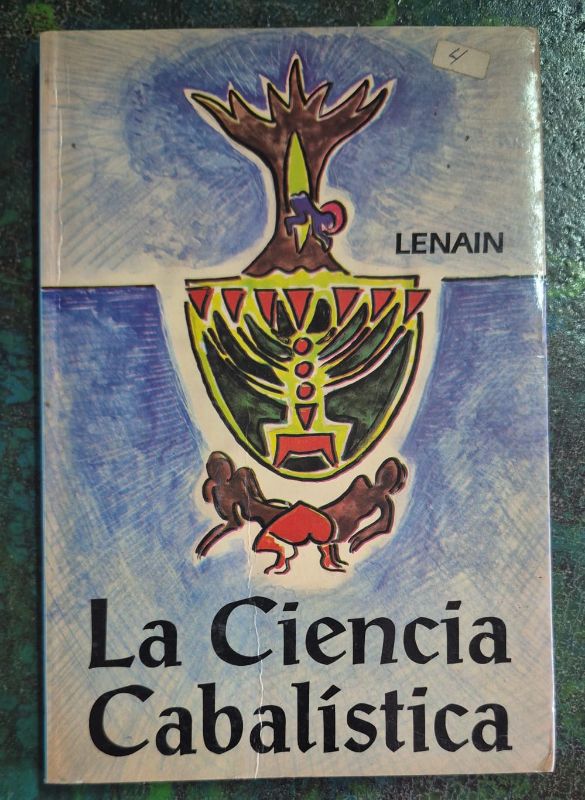 4
LENAIN
La Ciencia
Cabalística